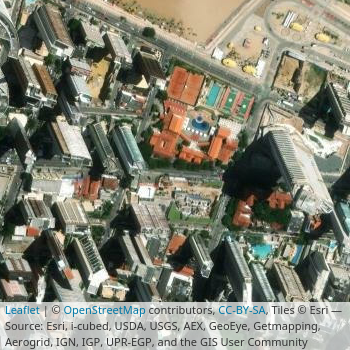 Leaflet | © OpenStreetMap contributors, CC-BY-SA, Tiles © Esri —
Source: Esri, i-cubed, USDA, USGS, AEX, GeoEye, Getmapping,
Aerogrid, IGN, IGP, UPR-EGP, and the GIS User Community